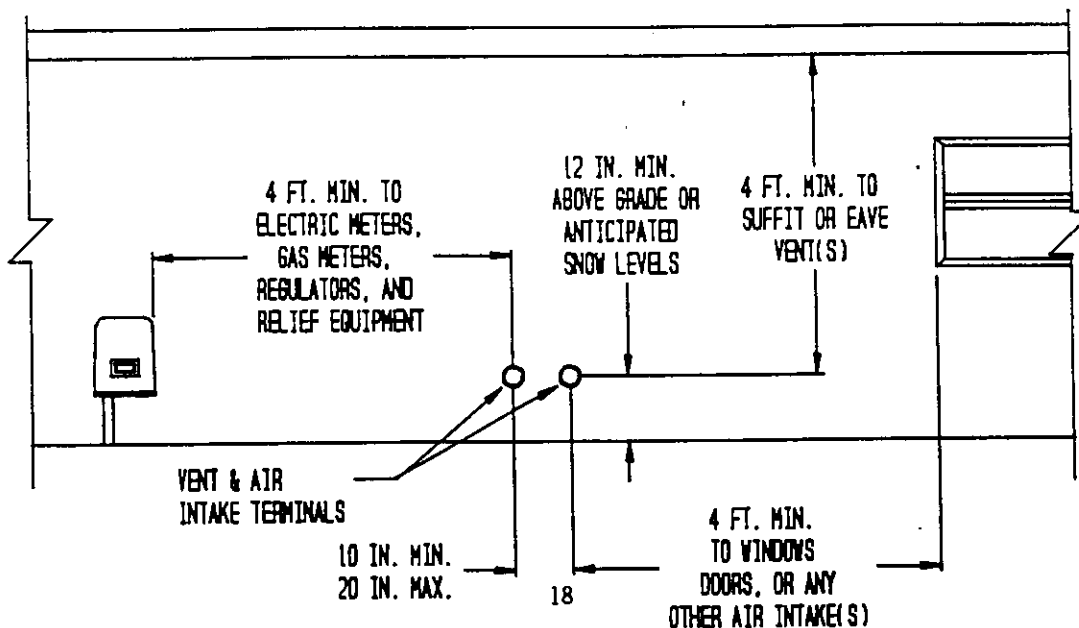 4 FT. MIN. TO
ELECTRIC METERS,
GAS METERS,
REGULATORS, AND
RELIEF EQUIPMENT
12 IN. MIN.
ABOVE GRADE OR
ANTICIPATED
SNOW LEVELS
4 FT. MIN. TO
SUFFIT OR EAVE
VENT(S)
VENT & AIR
INTAKE TERMINALS
10 IN. MIN.
20 IN. MAX.
18
4 FT. MIN.
TO WINDOWS
DOORS, OR ANY
OTHER AIR INTAKE(S)